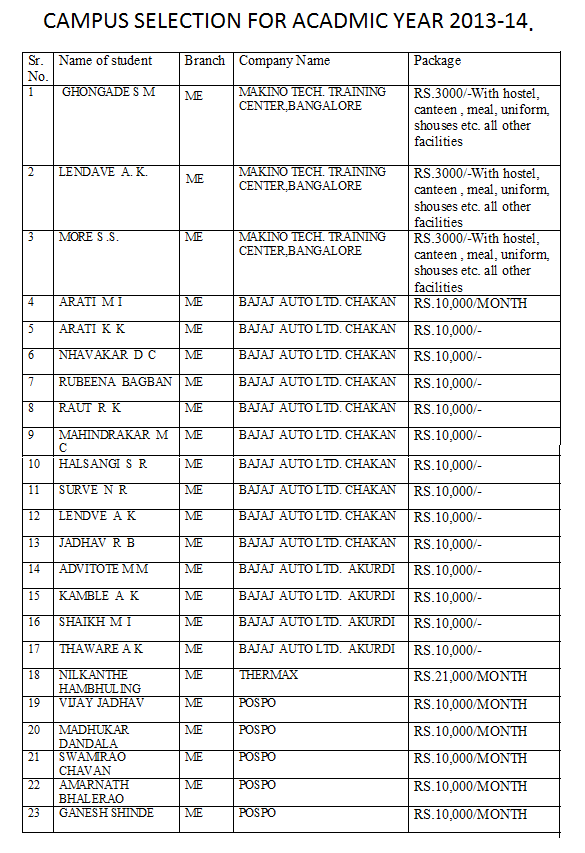 CAMPUS SELECTION FOR ACADMIC YEAR 2013-14.
Sr. No. Name of student Branch Company Name Package
1 GHONGADE S M ME MAKINO TECH. TRAINING CENTER,BANGALORE RS.3000/-With hostel, canteen , meal, uniform, shouses etc. all other facilities
2 LENDAVE A. K. ME MAKINO TECH. TRAINING CENTER,BANGALORE RS.3000/-With hostel, canteen , meal, uniform, shouses etc. all other facilities
3 MORE S .S. ME MAKINO TECH. TRAINING CENTER,BANGALORE RS.3000/-With hostel, canteen , meal, uniform, shouses etc. all other facilities
4 ARATI M I ME BAJAJ AUTO LTD. CHAKAN RS.10,000/MONTH
5 ARATI K K ME BAJAJ AUTO LTD. CHAKAN RS.10,000/-
6 NHAVAKAR D C ME BAJAJ AUTO LTD. CHAKAN RS.10,000/-
7 RUBEENA BAGBAN ME BAJAJ AUTO LTD. CHAKAN RS.10,000/-
8 RAUT R K ME BAJAJ AUTO LTD. CHAKAN RS.10,000/-
9 MAHINDRAKAR M C ME BAJAJ AUTO LTD. CHAKAN RS.10,000/-
10 HALSANGI S R ME BAJAJ AUTO LTD. CHAKAN RS.10,000/-
11 SURVE N R ME BAJAJ AUTO LTD. CHAKAN RS.10,000/-
12 LENDVE A K ME BAJAJ AUTO LTD. CHAKAN RS.10,000/-
13 JADHAV R B ME BAJAJ AUTO LTD. CHAKAN RS.10,000/-
14 ADVITOTE M M ME BAJAJ AUTO LTD. AKURDI RS.10,000/-
15 KAMBLE A K ME BAJAJ AUTO LTD. AKURDI RS.10,000/-
16 SHAIKH M I ME BAJAJ AUTO LTD. AKURDI RS.10,000/-
17 THAWARE A K ME BAJAJ AUTO LTD. AKURDI RS.10,000/-
18 NILKANTHE HAMBHULING ME THERMAX RS.21,000/MONTH
19 VIJAY JADHAV ME POSPO RS.10,000/MONTH
20 MADHUKAR DANDALA ME POSPO RS.10,000/MONTH
21 SWAMIRAO CHAVAN ME POSPO RS.10,000/MONTH
22 AMARNATH BHALERAO ME POSPO RS.10,000/MONTH
23 GANESH SHINDE ME POSPO RS.10,000/MONTH